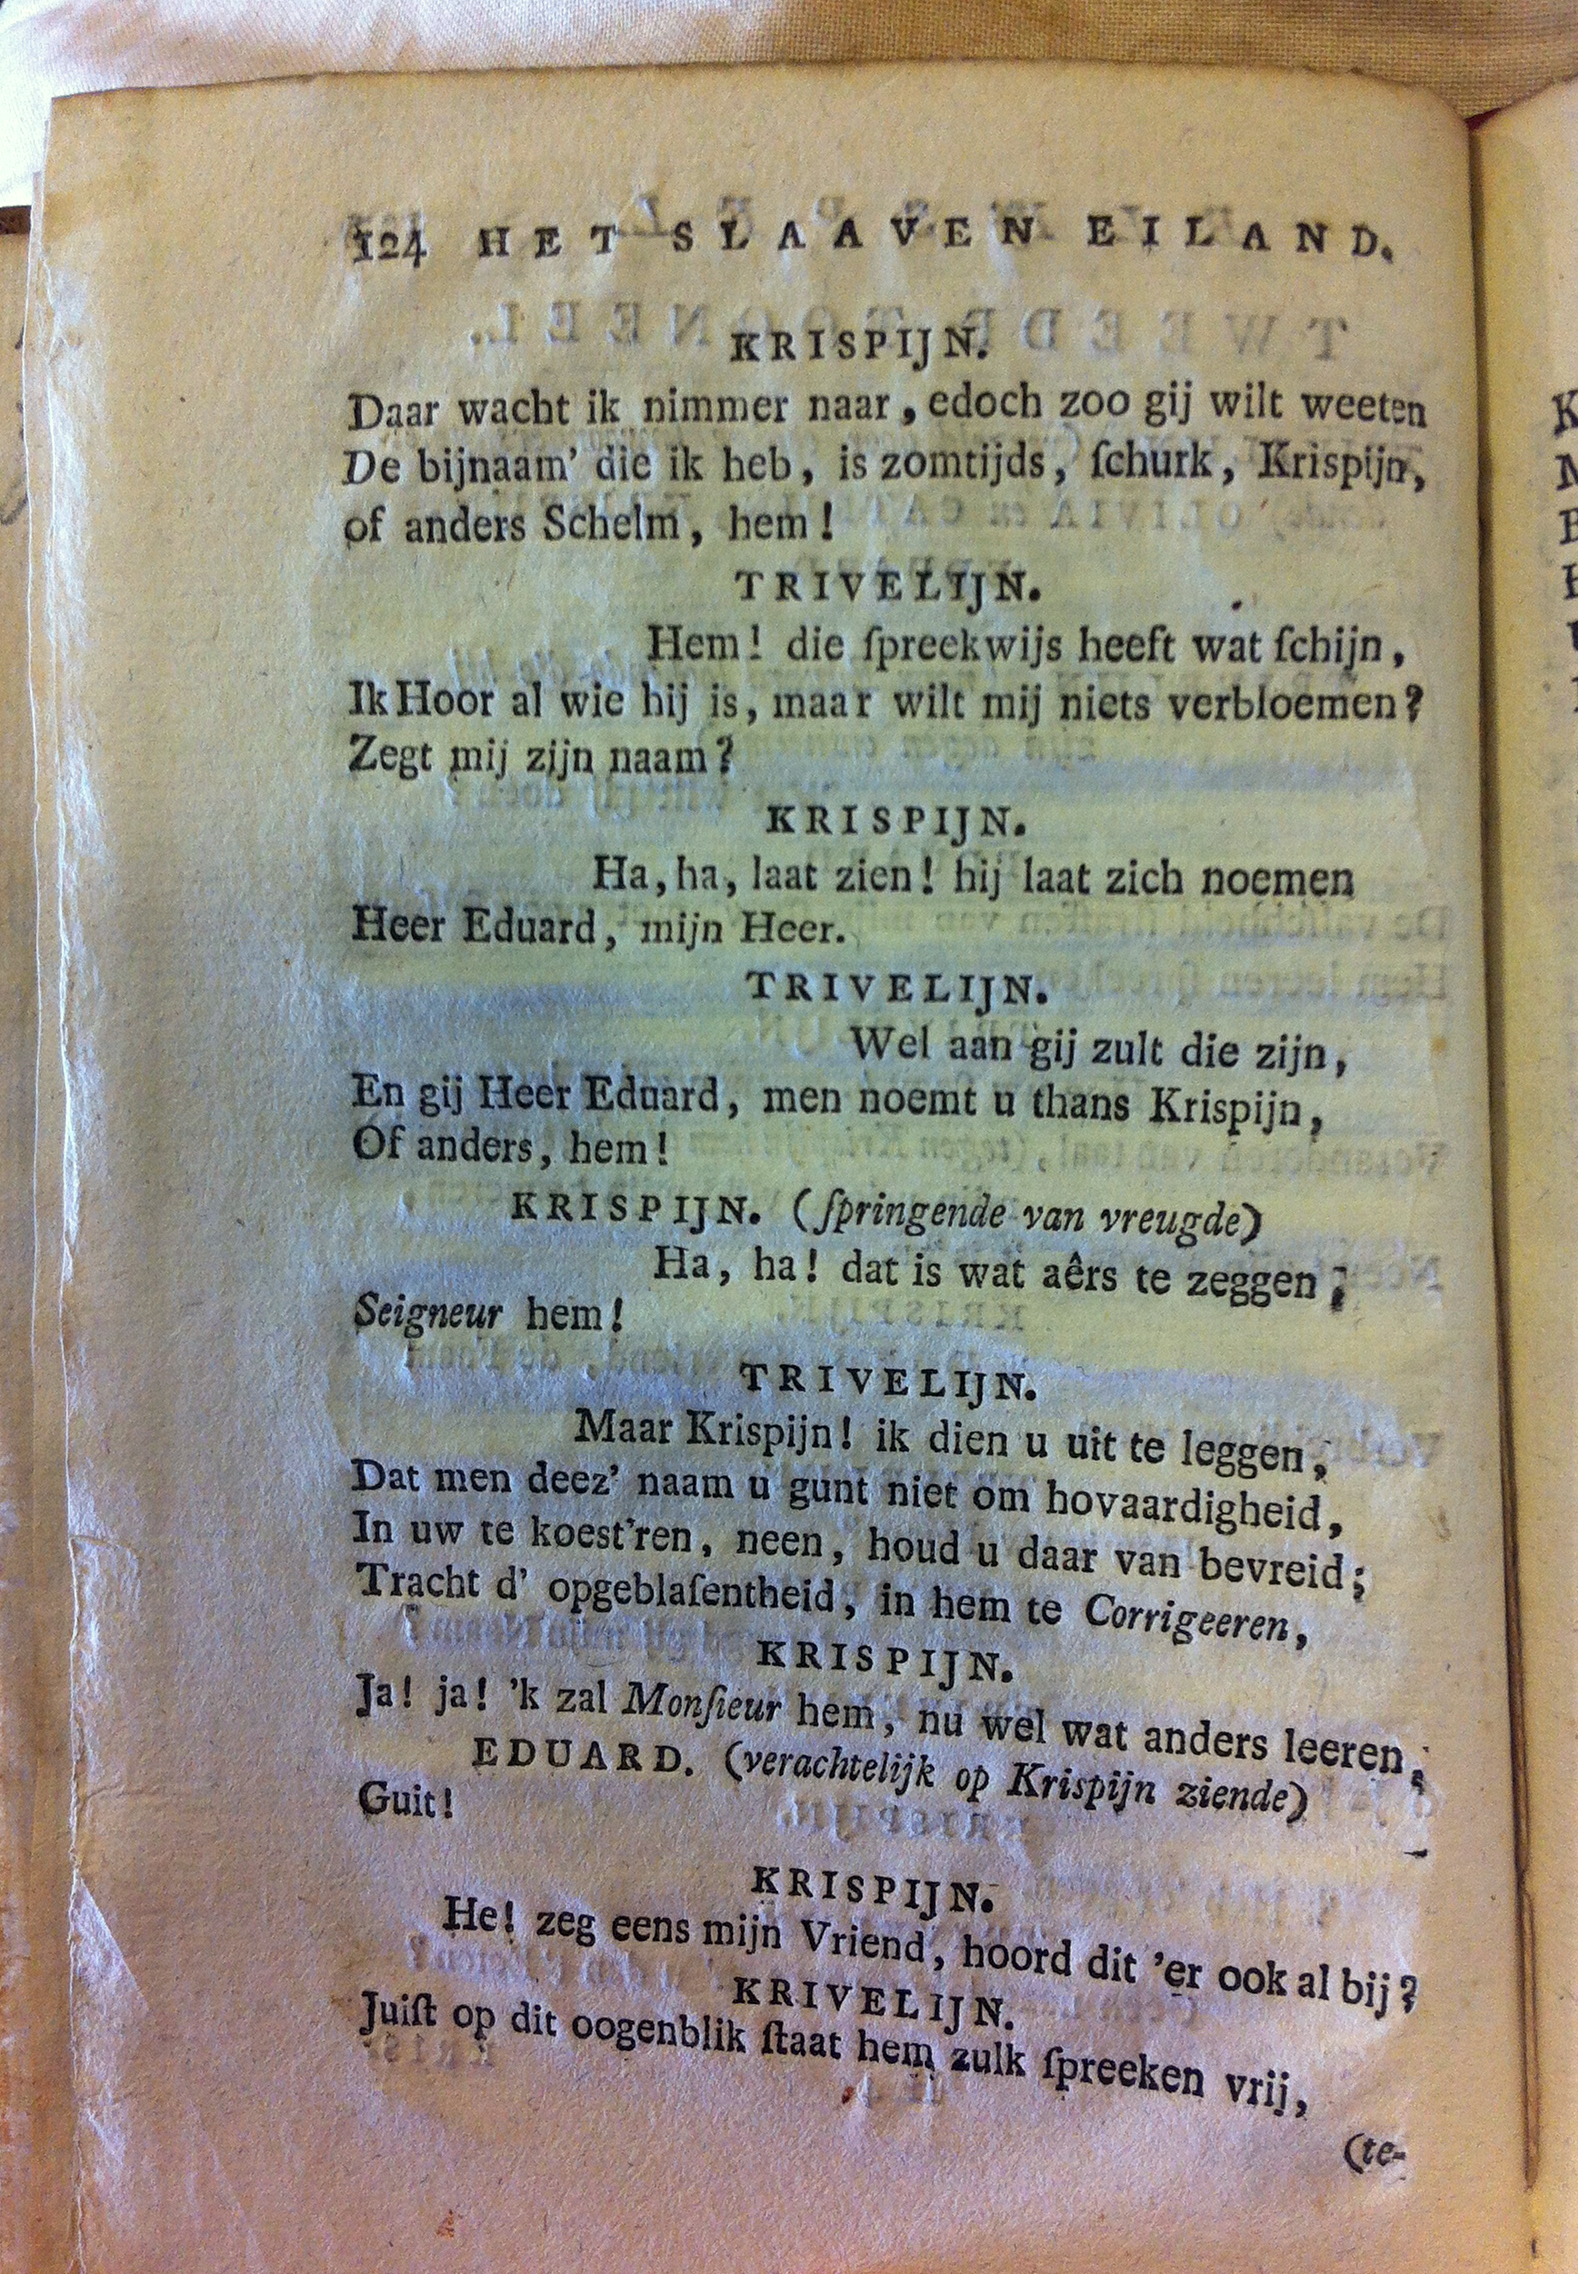 124 HET SLAAVEN EILAND.
KRISPIJN.
Daar wacht ik nimmer naar, edoch zoo gij wilt weeten
De bijnaam' die ik heb, is zomtijds, ſchurk, Krispijn,
of anders Schelm, hem!
TRIVELIJN.
Hem! die ſpreekwijs heeft wat ſchijn,
Ik Hoor al wie hij is, maar wilt mij niets verbloemen?
Zegt mij zijn naam?
KRISPIJN.
Ha, ha, laat zien! hij laat zich noemen
Heer Eduard, mijn Heer.
TRIVELIJN.
Wel aan gij zult die zijn,
En gij Heer Eduard, men noemt u thans Krispijn,
Of anders, hem!
KRISPIJN. (ſpringende van vreugde)
Ha, ha! dat is wat aêrs te zeggen;
Seigneur hem!
TRIVELIJN.
Maar Krispijn! ik dien u uit te leggen,
Dat men deez' naam u gunt niet om hovaardigheid,
In uw te koest'ren, neen, houd u daar van bevreid;
Tracht d' opgeblaſentheid, in hem te Corrigeeren,
KRISPIJN.
Ja! ja! 'k zal Monſieur hem, nu wel wat anders leeren,
EDUARD. (verachtelijk op Krispijn ziende)
Guit!
KRISPIJN.
He! zeg eens mijn Vriend, hoord dit 'er ook al bij?
KRIVELIJN.
Juiſt op dit oogenblik ſtaat hem zulk ſpreeken vrij,
(te-